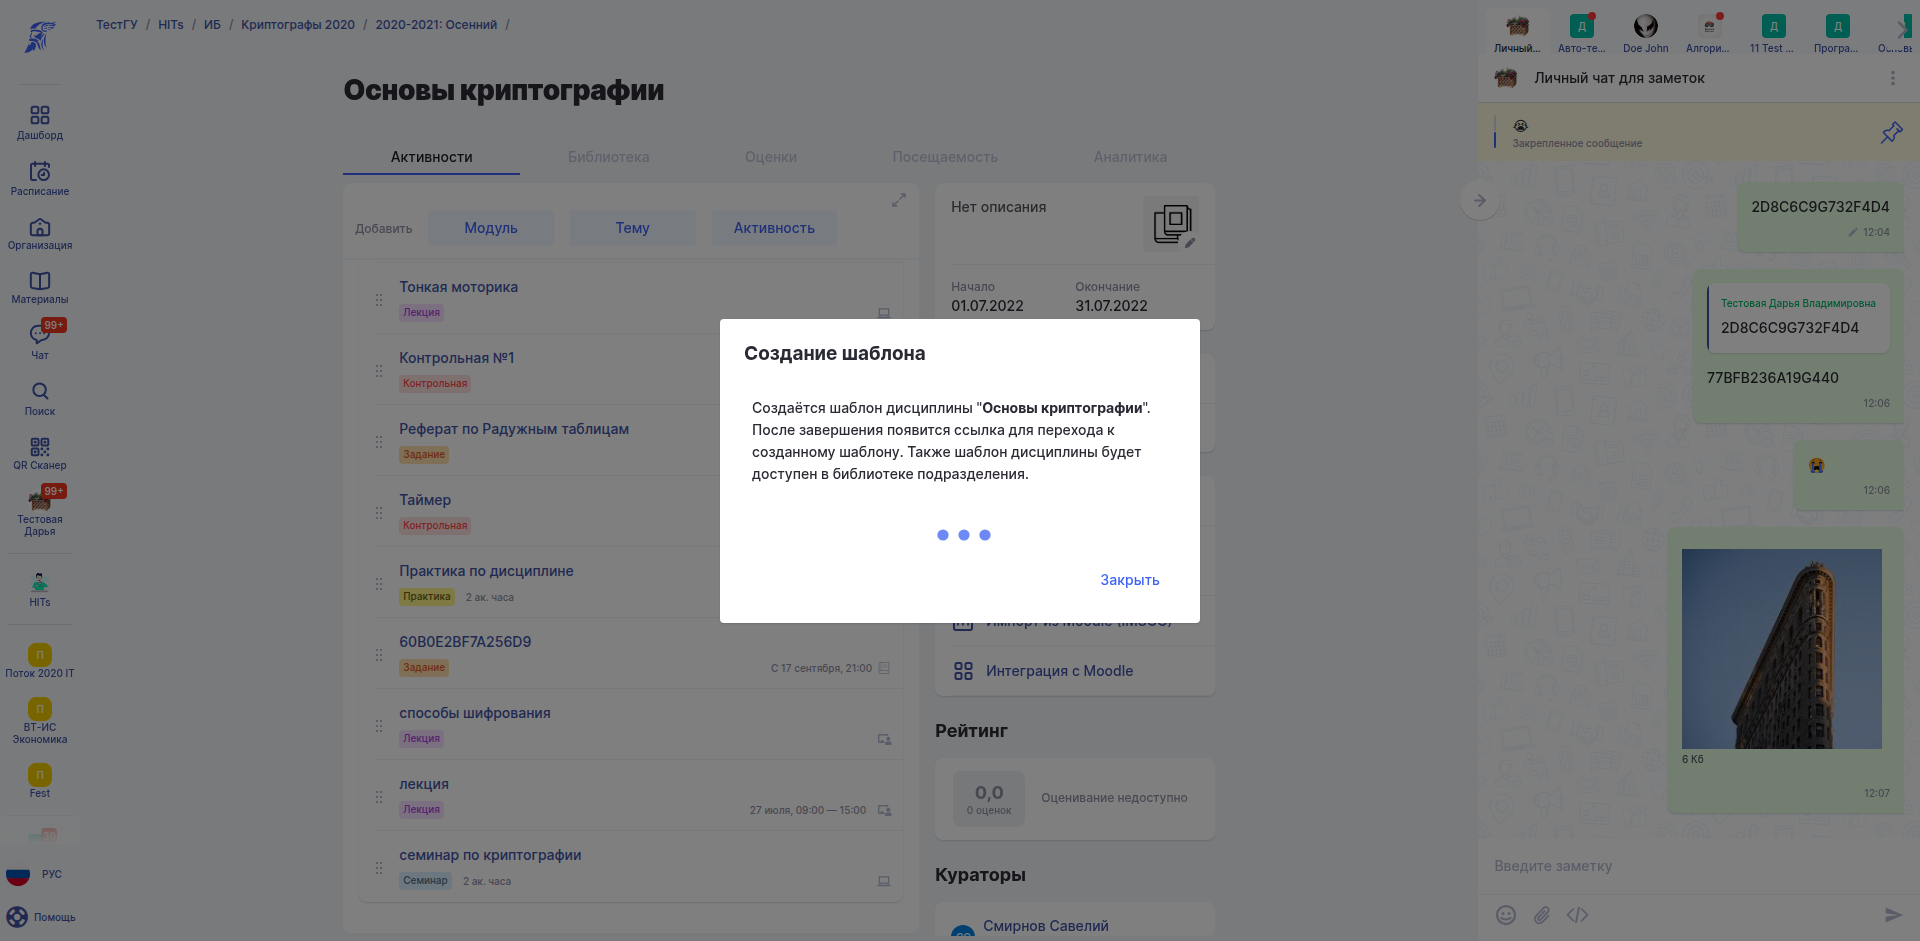 ТестГУ / HITs / ИБ / Криптографы 2020 / 2020-2021: Осенний /
Основы криптографии
Активности
Библиотека
Оценки
Посещаемость
Аналитика
Дашборд
Расписание
Организация
Материалы
99+
Чат
Поиск
QR Сканер
99+
Тестовая
Дарья
HITs
П
Поток 2020 IT
П
ВТ-ИС
Экономика
П
Fest
30
РУС
Помощь
Добавить
Модуль
Тему
Активность
Тонкая моторика
Лекция
Контрольная №1
Контрольная
Реферат по Радужным таблицам
Задание
Таймер
Контрольная
Практика по дисциплине
Практика
2 ак. часа
60B0E2BF7A256D9
Задание
С 17 сентября, 21:00
способы шифрования
Лекция
лекция
Лекция
27 июля, 09:00 — 15:00
семинар по криптографии
Семинар
2 ак. часа
Нет описания
Начало
01.07.2022
Окончание
31.07.2022
Создание шаблона
Создаётся шаблон дисциплины "Основы криптографии".
После завершения появится ссылка для перехода к
созданному шаблону. Также шаблон дисциплины будет
доступен в библиотеке подразделения.
Закрыть
Импорт из Moodle (IMSCC)
Интеграция с Moodle
Рейтинг
0,0
0 оценок
Оценивание недоступно
Кураторы
Смирнов Савелий
Личный...
Д
Авто-те...
Doe John
Алгори...
Д
11 Test ...
Д
Програ...
Личный чат для заметок
Закрепленное сообщение
2D8C6C9G732F4D4
12:04
Тестовая Дарья Владимировна
2D8C6C9G732F4D4
77BFB236A19G440
12:06
12:06
6 Кб
12:07
Введите заметку